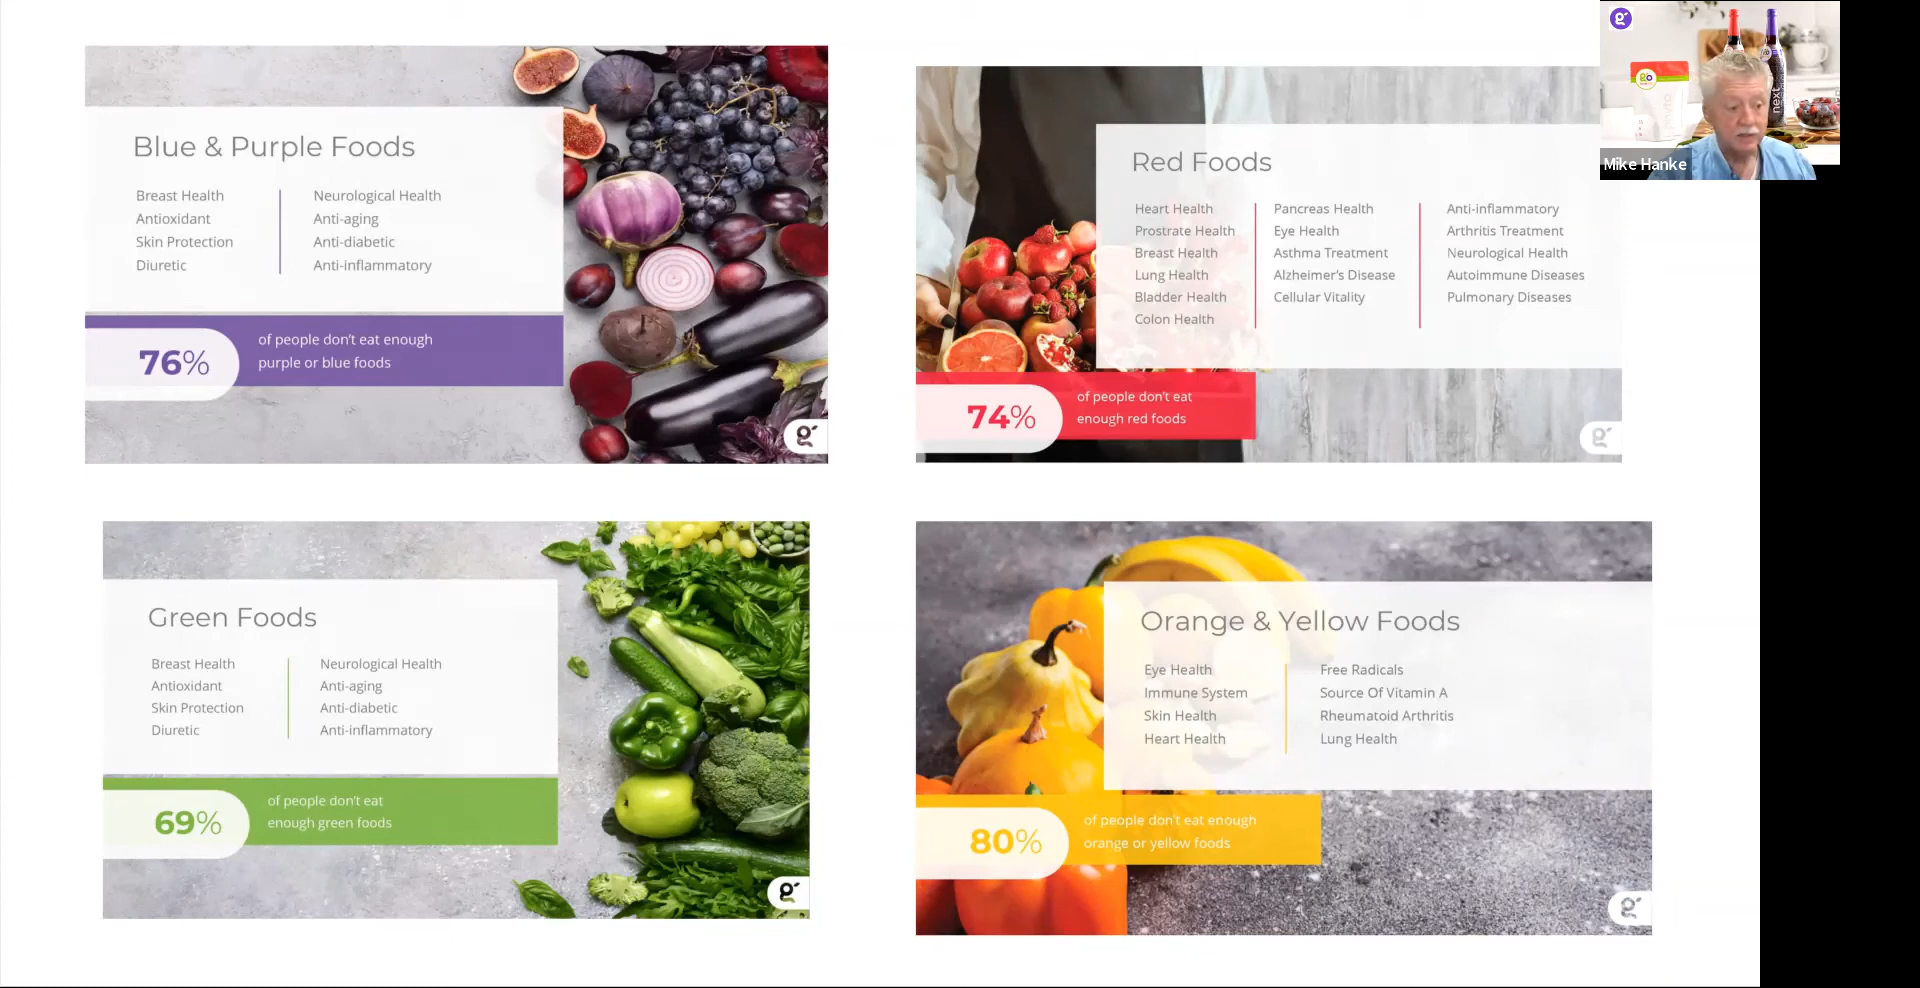 Blue & Purple Foods
Breast Health
Antioxidant
Skin Protection
Diuretic
Neurological Health
Anti-aging
Anti-diabetic
Anti-inflammatory
76%
of people don't eat enough
purple or blue foods
g
Red Foods
Heart Health
Prostrate Health
Breast Health
Lung Health
Bladder Health
Colon Health
Pancreas Health
Eye Health
Asthma Treatment
Alzheimer's Disease
Cellular Vitality
Anti-inflammatory
Arthritis Treatment
Neurological Health
Autoimmune Diseases
Pulmonary Diseases
74%
of people don't eat
enough red foods
g
g
next
Mike Hanke
Green Foods
Breast Health
Antioxidant
Skin Protection
Diuretic
Neurological Health
Anti-aging
Anti-diabetic
Anti-inflammatory
69%
of people don't eat
enough green foods
g
Orange & Yellow Foods
Eye Health
Immune System
Skin Health
Heart Health
Free Radicals
Source Of Vitamin A
Rheumatoid Arthritis
Lung Health
80%
of people don't eat enough
orange or yellow foods
g